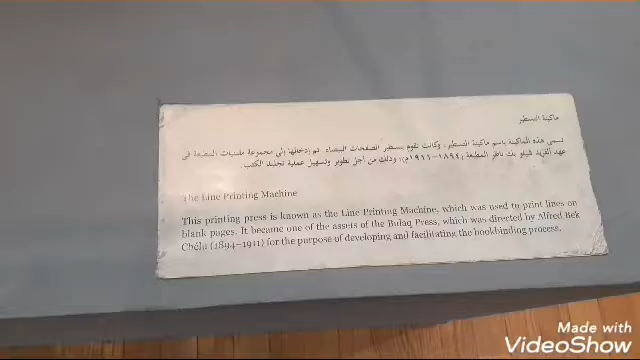 ماكينة التسطير
تسمى هذه الماكينة باسم ماكينة التسطير، وكانت تقوم بتسطير الصفحات البيضاء. تم إدخالها إلى مجموعة مقتنيات المطبعة في
عهد ألفريد شيلو بك ناظر المطبعة (١٨٩٤-١٩١١م)؛ وذلك من أجل تطوير وتسهيل عملية تجليد الكتب.
The Line Printing Machine
This printing press is known as the Line Printing Machine, which was used to print lines on
blank pages. It became one of the assets of the Bulaq Press, which was directed by Alfred Bek
Chélu (1894–1911) for the purpose of developing and facilitating the bookbinding process.
Made with
VideoShow